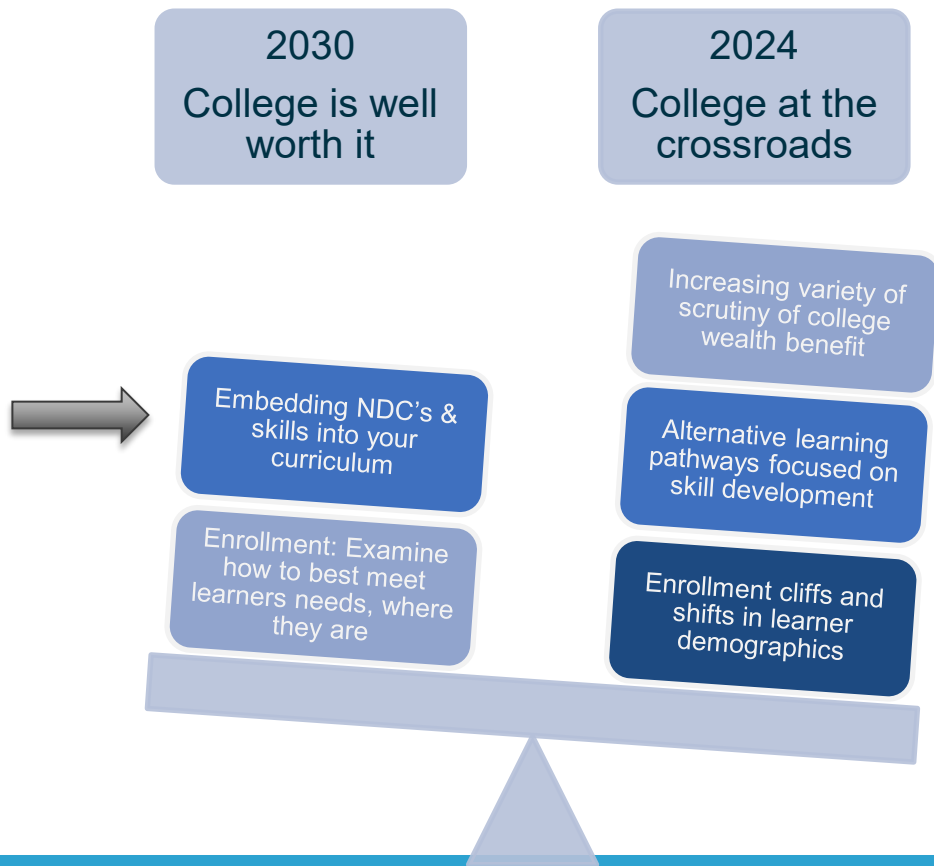 2030
College is well
worth it
2024
College at the
crossroads
Embedding NDC's &
skills into your
curriculum
Enrollment: Examine
how to best meet
learners needs, where
they are
Increasing variety of
scrutiny of college
wealth benefit
Alternative learning
pathways focused on
skill development
Enrollment cliffs and
shifts in learner
demographics